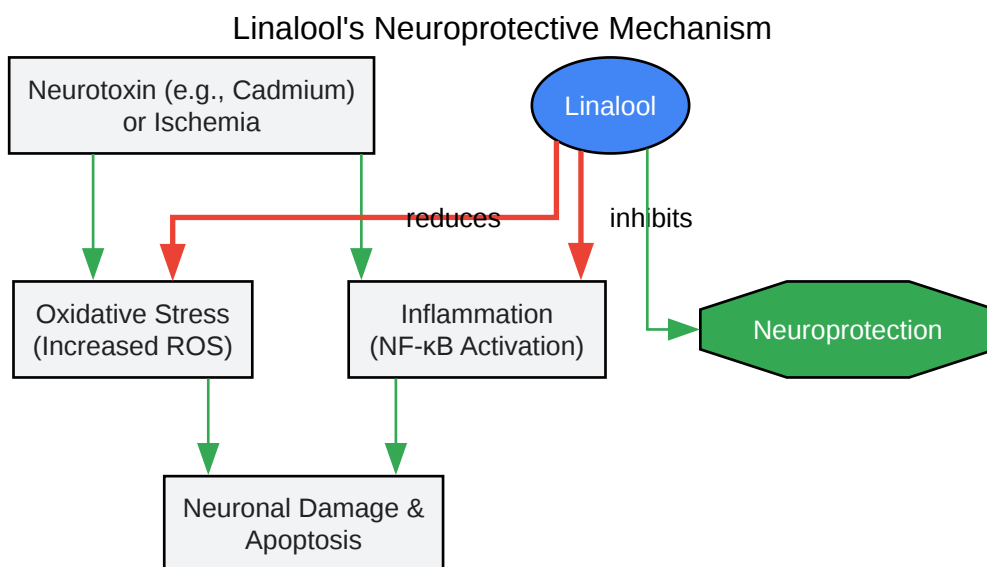 Linalool's Neuroprotective Mechanism
Neurotoxin (e.g., Cadmium)
or Ischemia
Linalool
reduces
inhibits
Oxidative Stress
(Increased ROS)
Inflammation
(NF-κB Activation)
Neuroprotection
Neuronal Damage &
Apoptosis